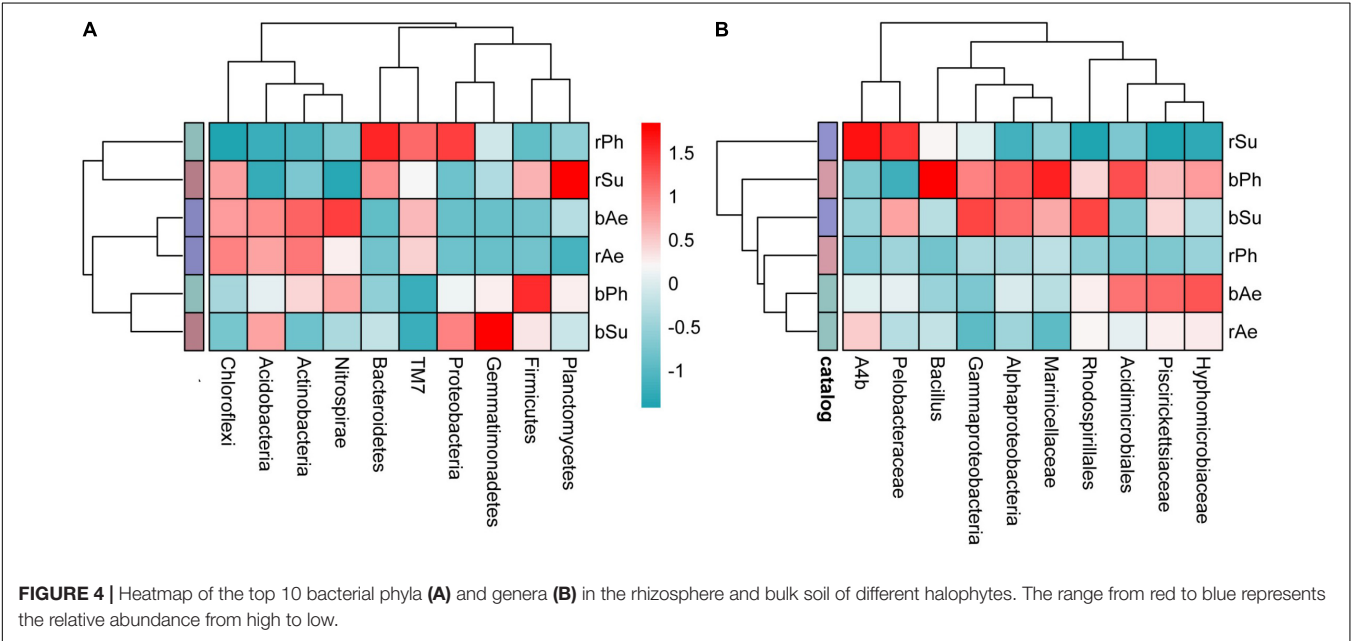 A
B
rPh
rSu
bAe
rAe
bPh
bSu
1.5
1
0.5
0
-0.5
-1
Chloroflexi
Acidobacteria
Actinobacteria
Nitrospirae
Bacteroidetes
TM7
Proteobacteria
Gemmatimonadetes
Firmicutes
Planctomycetes
rSu
bPh
bSu
rPh
bAe
rAe
catalog
A4b
Pelobacteraceae
Bacillus
Gammaproteobacteria
Alphaproteobacteria
Marinicellaceae
Rhodospirillales
Acidimicrobiales
Piscirickettsiaceae
Hyphomicrobiaceae
FIGURE 4 | Heatmap of the top 10 bacterial phyla (A) and genera (B) in the rhizosphere and bulk soil of different halophytes. The range from red to blue represents
the relative abundance from high to low.